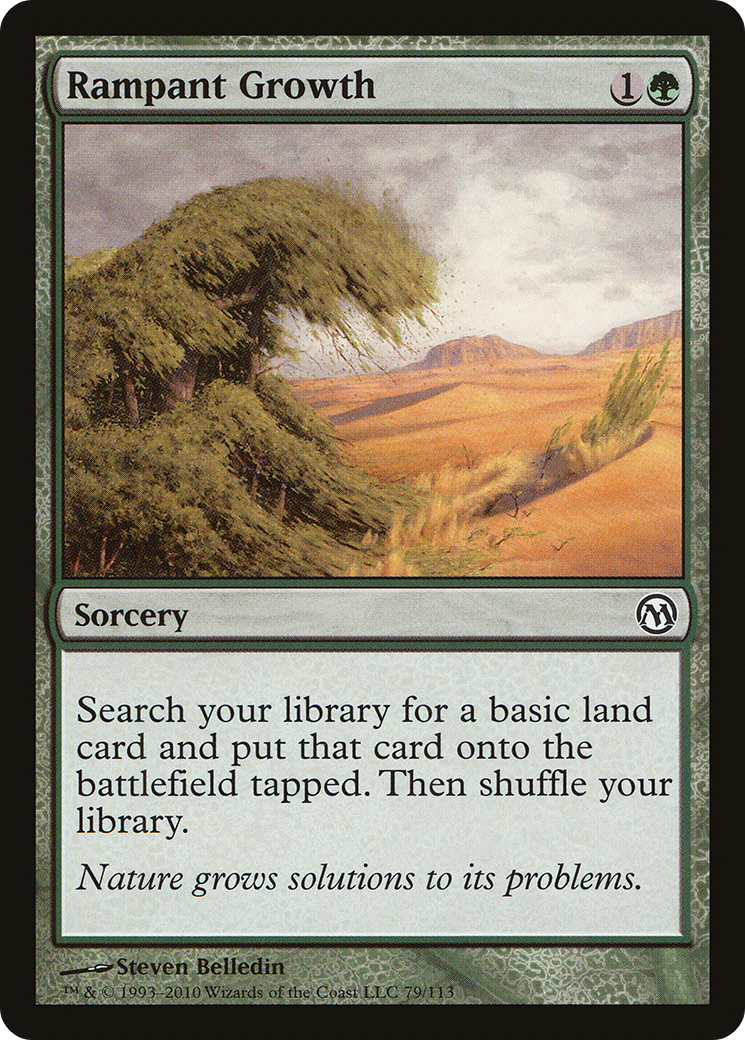 Rampant Growth 1
Sorcery
Search your library for a basic land
card and put that card onto the
battlefield tapped. Then shuffle your
library.
Nature grows solutions to its problems.
Steven Belledin
™ & © 1993–2010 Wizards of the Coast LLC 79/113